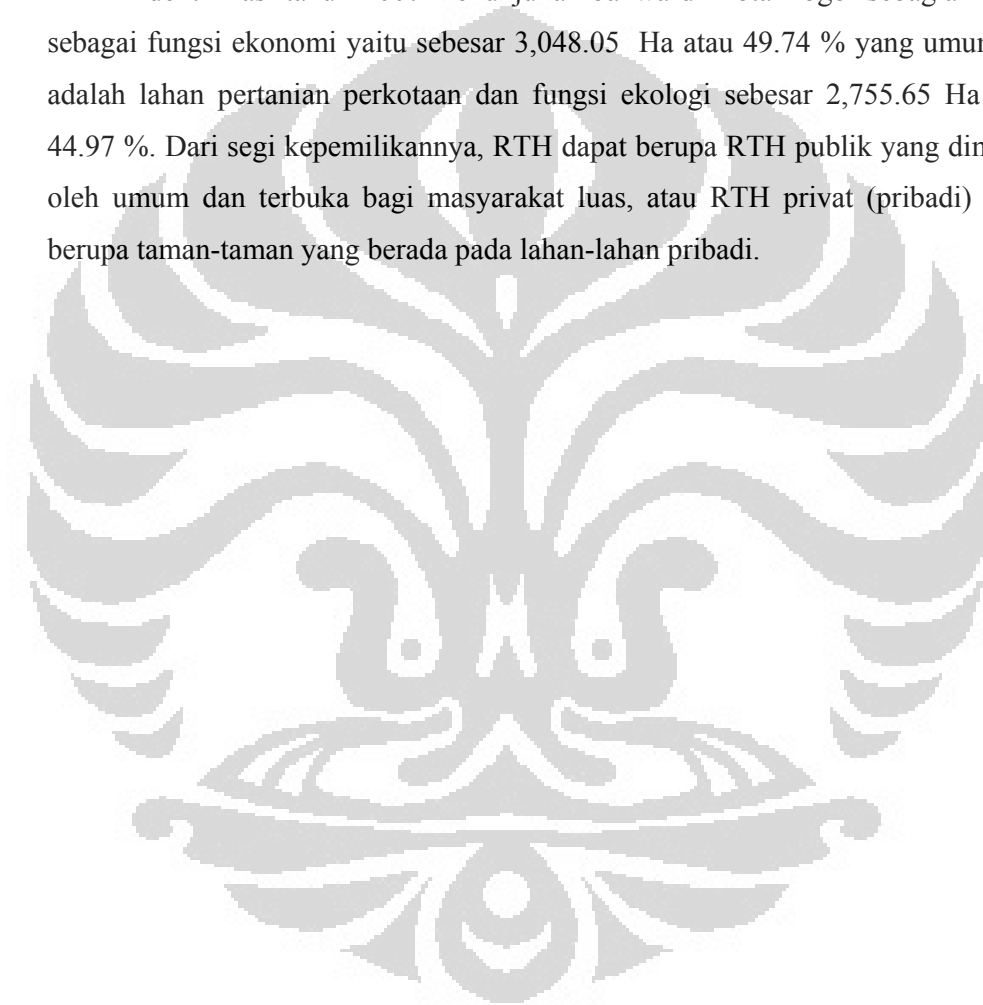 sebagai fungsi ekonomi yaitu sebesar 3,048.05 Ha atau 49.74 % yang
adalah lahan pertanian perkotaan dan fungsi ekologi sebesar 2,755.65 Ha
44.97 %. Dari segi kepemilikannya, RTH dapat berupa RTH publik yang
oleh umum dan terbuka bagi masyarakat luas, atau RTH privat (pribadi)
berupa taman-taman yang berada pada lahan-lahan pribadi.